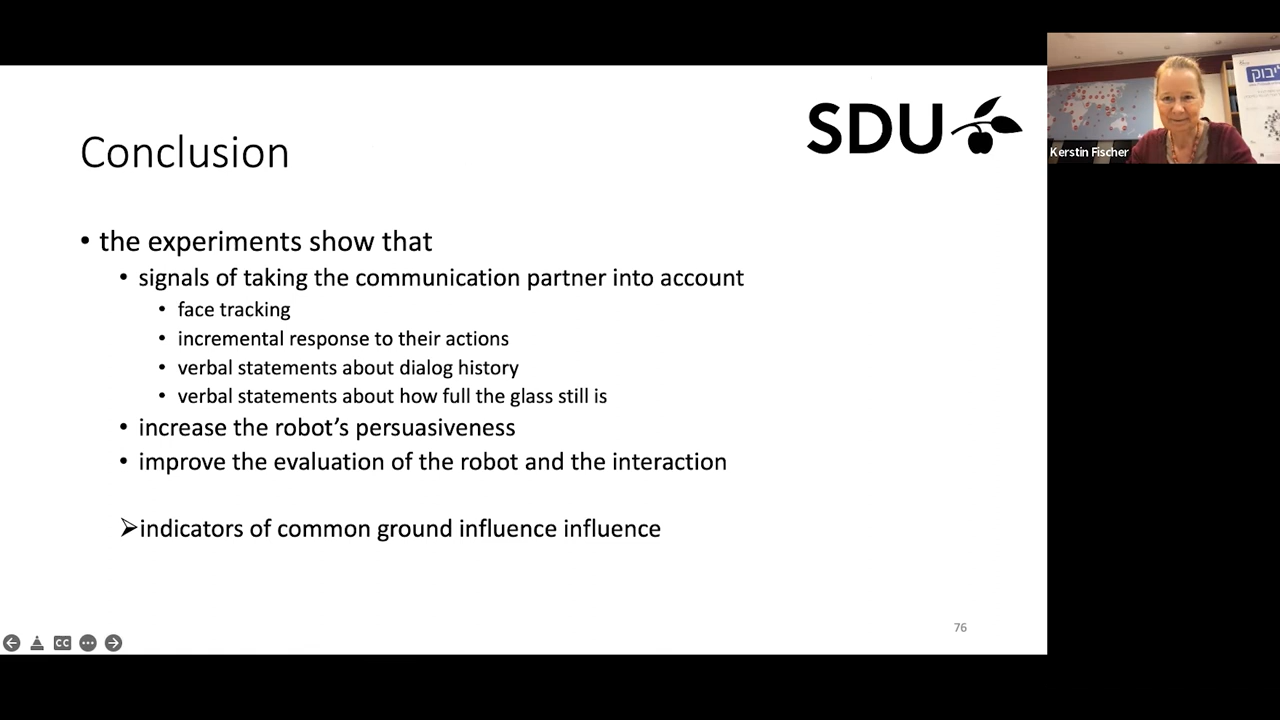 SDU
Conclusion
• the experiments show that
• signals of taking the communication partner into account
• face tracking
• incremental response to their actions
• verbal statements about dialog history
• verbal statements about how full the glass still is
• increase the robot’s persuasiveness
• improve the evaluation of the robot and the interaction
➢indicators of common ground influence influence
76
CC
Kerstin Fischer